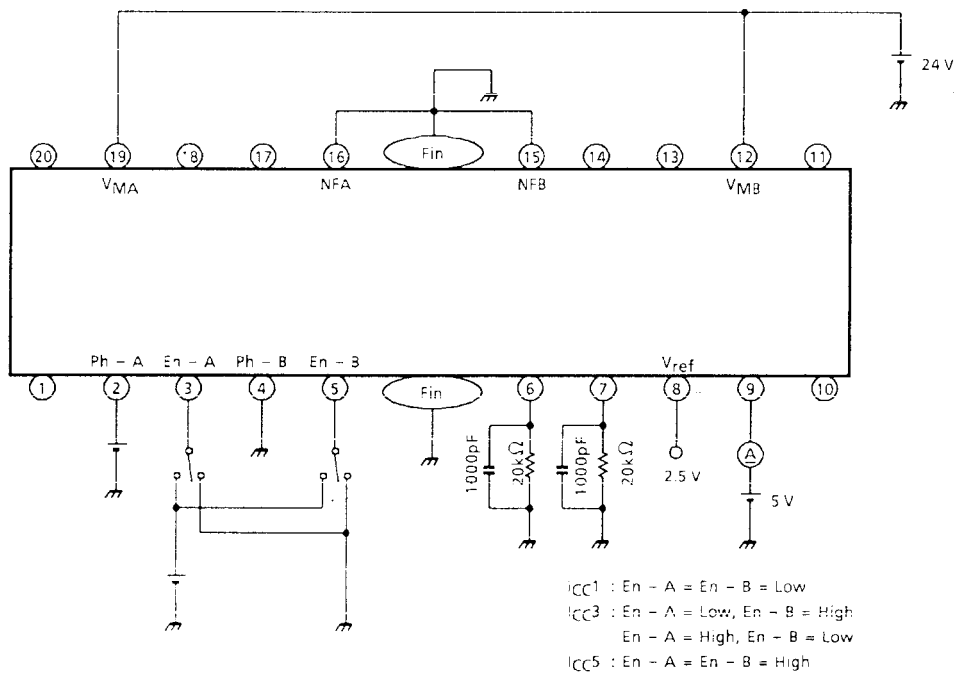 24 V
20 19 18 17 16 Fin 15 14 13 12 11
VMA NFA NFB VMB
Ph – A En – A Ph – B En – B Vref
1 2 3 4 5 Fin 6 7 8 9 10
1000pF 20kΩ 1000pF 20kΩ 2.5 V A
5 V
ICC1 : En – A = En – B = Low
ICC3 : En – A = Low, En – B = High
En – A = High, En – B = Low
ICC5 : En – A = En – B = High